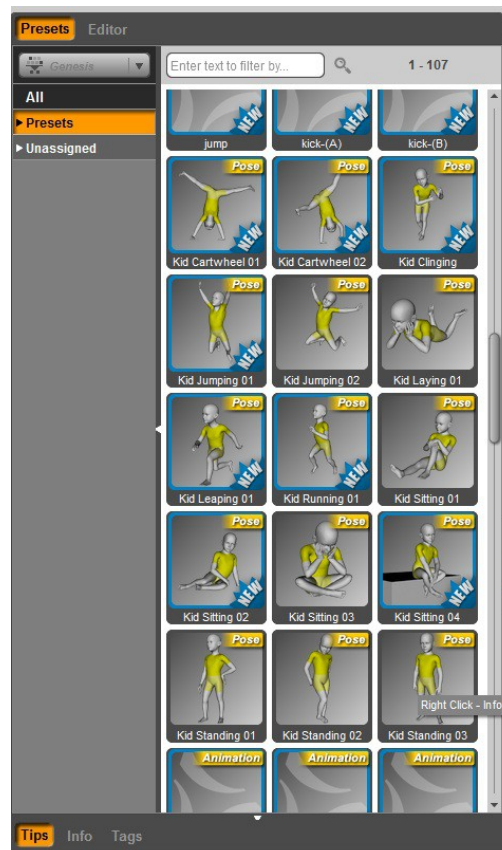 Presets Editor
Genesis
Enter text to filter by...
1 - 107
All
Presets
Unassigned
jump
NEW
kick-(A)
NEW
kick-(B)
NEW
Pose
NEW
Kid Cartwheel 01
Pose
NEW
Kid Cartwheel 02
Pose
NEW
Kid Clinging
Pose
NEW
Kid Jumping 01
Pose
Kid Jumping 02
Pose
Kid Laying 01
Pose
NEW
Kid Leaping 01
Pose
NEW
Kid Running 01
Pose
Kid Sitting 01
Pose
NEW
Kid Sitting 02
Pose
Kid Sitting 03
Pose
NEW
Kid Sitting 04
Pose
Kid Standing 01
Pose
Kid Standing 02
Pose
Kid Standing 03
Right Click - Info
Animation
Animation
Animation
Tips Info Tags